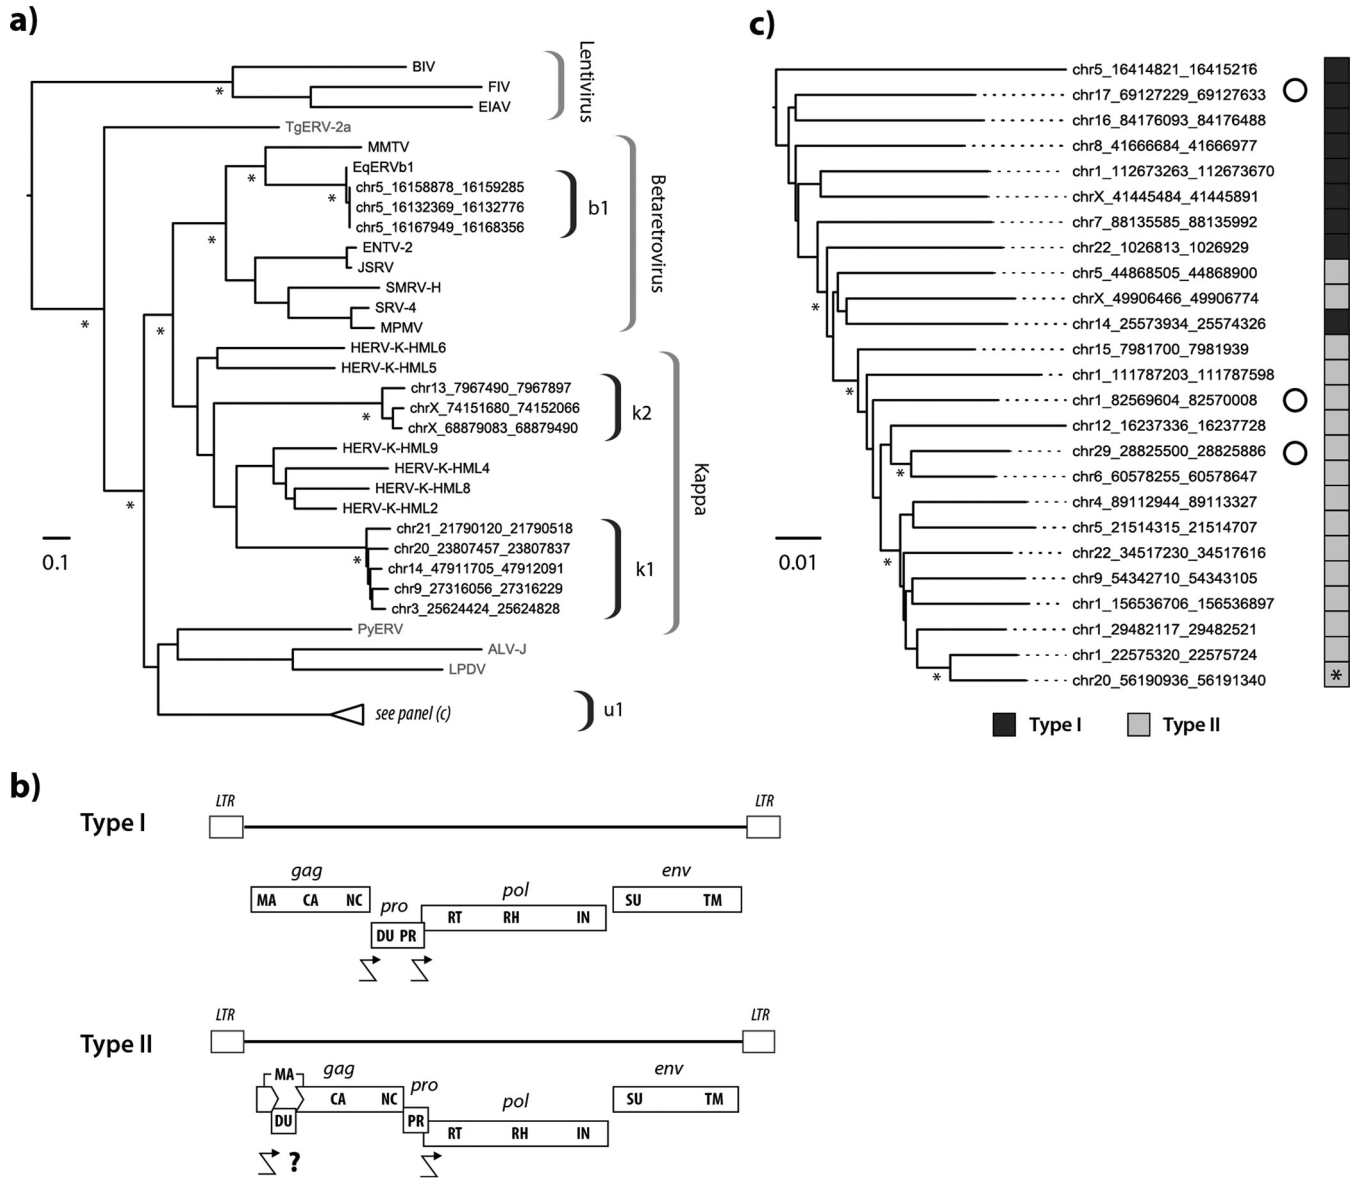 a)
Lentivirus
BIV
FIV
EIAV
TgERV-2a
Betaretrovirus
MMTV
EqERVb1
chr5_16158878_16159285
chr5_16132369_16132776
chr5_16167949_16168356
b1
ENTV-2
JSRV
SMRV-H
SRV-4
MPMV
HERV-K-HML6
HERV-K-HML5
chr13_7967490_7967897
chrX_74151680_74152066
chrX_68879083_68879490
k2
Kappa
HERV-K-HML9
HERV-K-HML4
HERV-K-HML8
HERV-K-HML2
chr21_21790120_21790518
chr20_23807457_23807837
chr14_47911705_47912091
chr9_27316056_27316229
chr3_25624424_25624828
k1
PyERV
ALV-J
LPDV
see panel (c)
u1
0.1
* * * * * * * * *
c)
chr5_16414821_16415216
chr17_69127229_69127633
chr16_84176093_84176488
chr8_41666684_41666977
chr1_112673263_112673670
chrX_41445484_41445891
chr7_88135585_88135992
chr22_1026813_1026929
chr5_44868505_44868900
chrX_49906466_49906774
chr14_25573934_25574326
chr15_7981700_7981939
chr1_111787203_111787598
chr1_82569604_82570008
chr12_16237336_16237728
chr29_28825500_28825886
chr6_60578255_60578647
chr4_89112944_89113327
chr5_21514315_21514707
chr22_34517230_34517616
chr9_54342710_54343105
chr1_156536706_156536897
chr1_29482117_29482521
chr1_22575320_22575724
chr20_56190936_56191340
* * * * * *
0.01
Type I Type II
b)
Type I
LTR LTR
gag pro pol env
MA CA NC
DU PR
RT RH IN
SU TM
Type II
LTR LTR
MA gag pro pol env
CA NC
DU PR
RT RH IN
SU TM
?